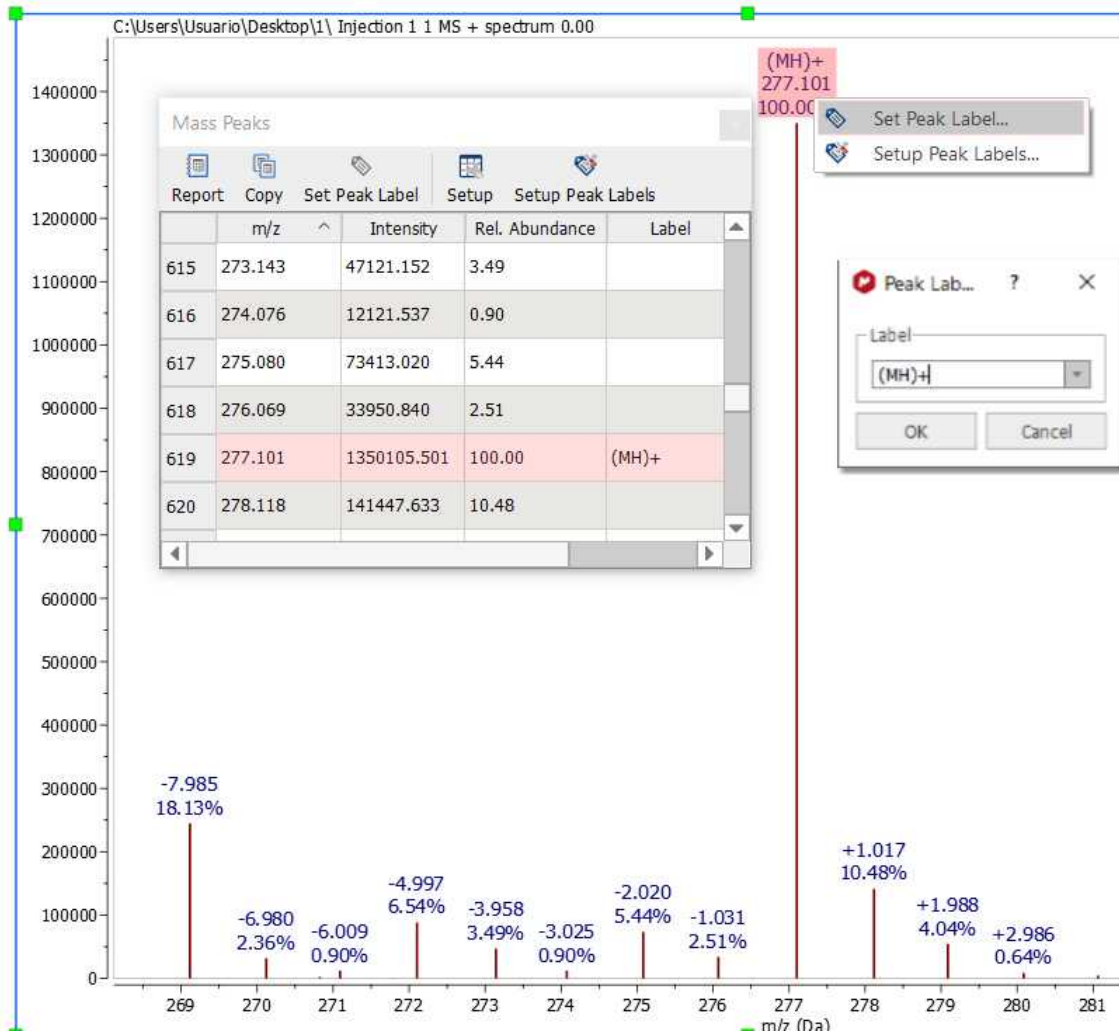 C:\Users\Usuario\Desktop\1\ Injection 1 1 MS + spectrum 0.00
(MH)+
277.101
100.00
Set Peak Label...
Setup Peak Labels...
Mass Peaks
Report Copy Set Peak Label Setup Setup Peak Labels
m/z Intensity Rel. Abundance Label
615 273.143 47121.152 3.49
616 274.076 12121.537 0.90
617 275.080 73413.020 5.44
618 276.069 33950.840 2.51
619 277.101 1350105.501 100.00 (MH)+
620 278.118 141447.633 10.48
Peak Lab... ? ×
Label
(MH)+
OK Cancel
1400000
1300000
1200000
1100000
1000000
900000
800000
700000
600000
500000
400000
300000
200000
100000
0
-7.985
18.13%
-6.980
2.36%
-6.009
0.90%
-4.997
6.54%
-3.958
3.49%
-3.025
0.90%
-2.020
5.44%
-1.031
2.51%
+1.017
10.48%
+1.988
4.04%
+2.986
0.64%
269 270 271 272 273 274 275 276 277 278 279 280 281
m/z (Da)